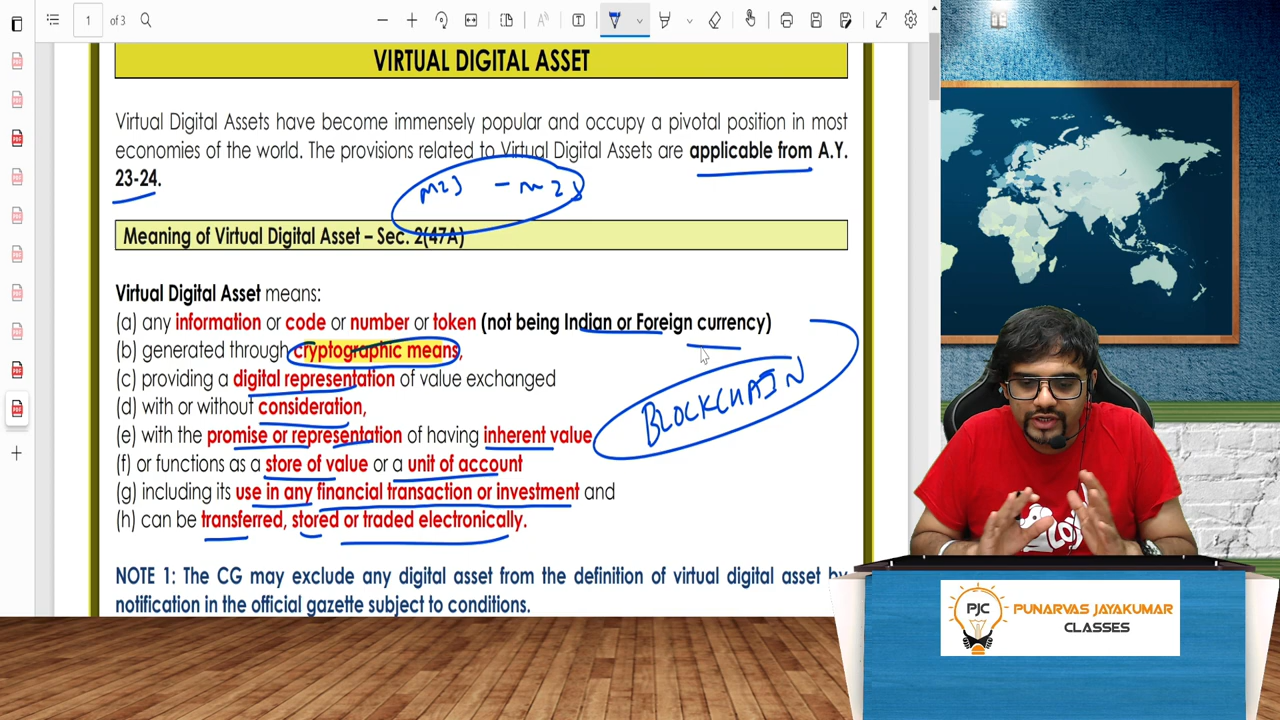 1 of 3
VIRTUAL DIGITAL ASSET
Virtual Digital Assets have become immensely popular and occupy a pivotal position in most
economies of the world. The provisions related to Virtual Digital Assets are applicable from A.Y.
23-24.
m23 - m28
Meaning of Virtual Digital Asset – Sec. 2(47A)
Virtual Digital Asset means:
(a) any information or code or number or token (not being Indian or Foreign currency)
(b) generated through cryptographic means,
(c) providing a digital representation of value exchanged
(d) with or without consideration,
(e) with the promise or representation of having inherent value
(f) or functions as a store of value or a unit of account
(g) including its use in any financial transaction or investment and
(h) can be transferred, stored or traded electronically.
BLOCKCHAIN
NOTE 1: The CG may exclude any digital asset from the definition of virtual digital asset by
notification in the official gazette subject to conditions.
PJC
PUNARVAS JAYAKUMAR
CLASSES